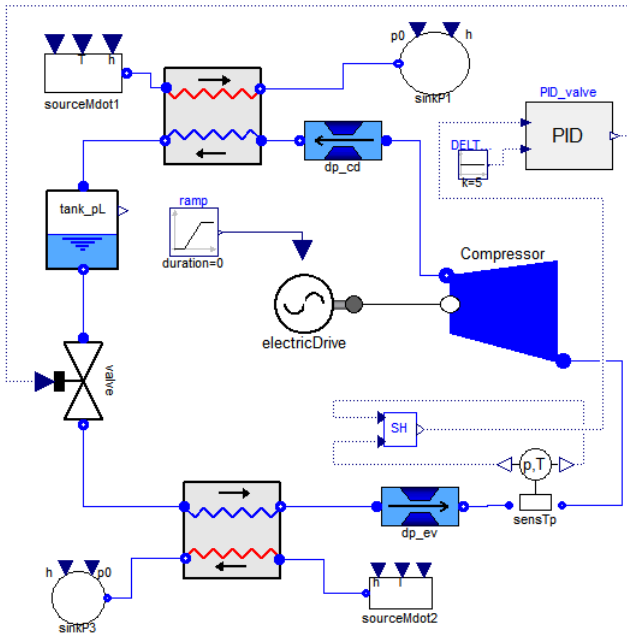 p0
h
T
h
sourceMdot1
sinkP1
PID_valve
PID
DELT...
k=5
dp_cd
tank_pL
ramp
duration=0
Compressor
electricDrive
valve
SH
p,T
sensTp
dp_ev
h
p0
sinkP3
h
T
sourceMdot2